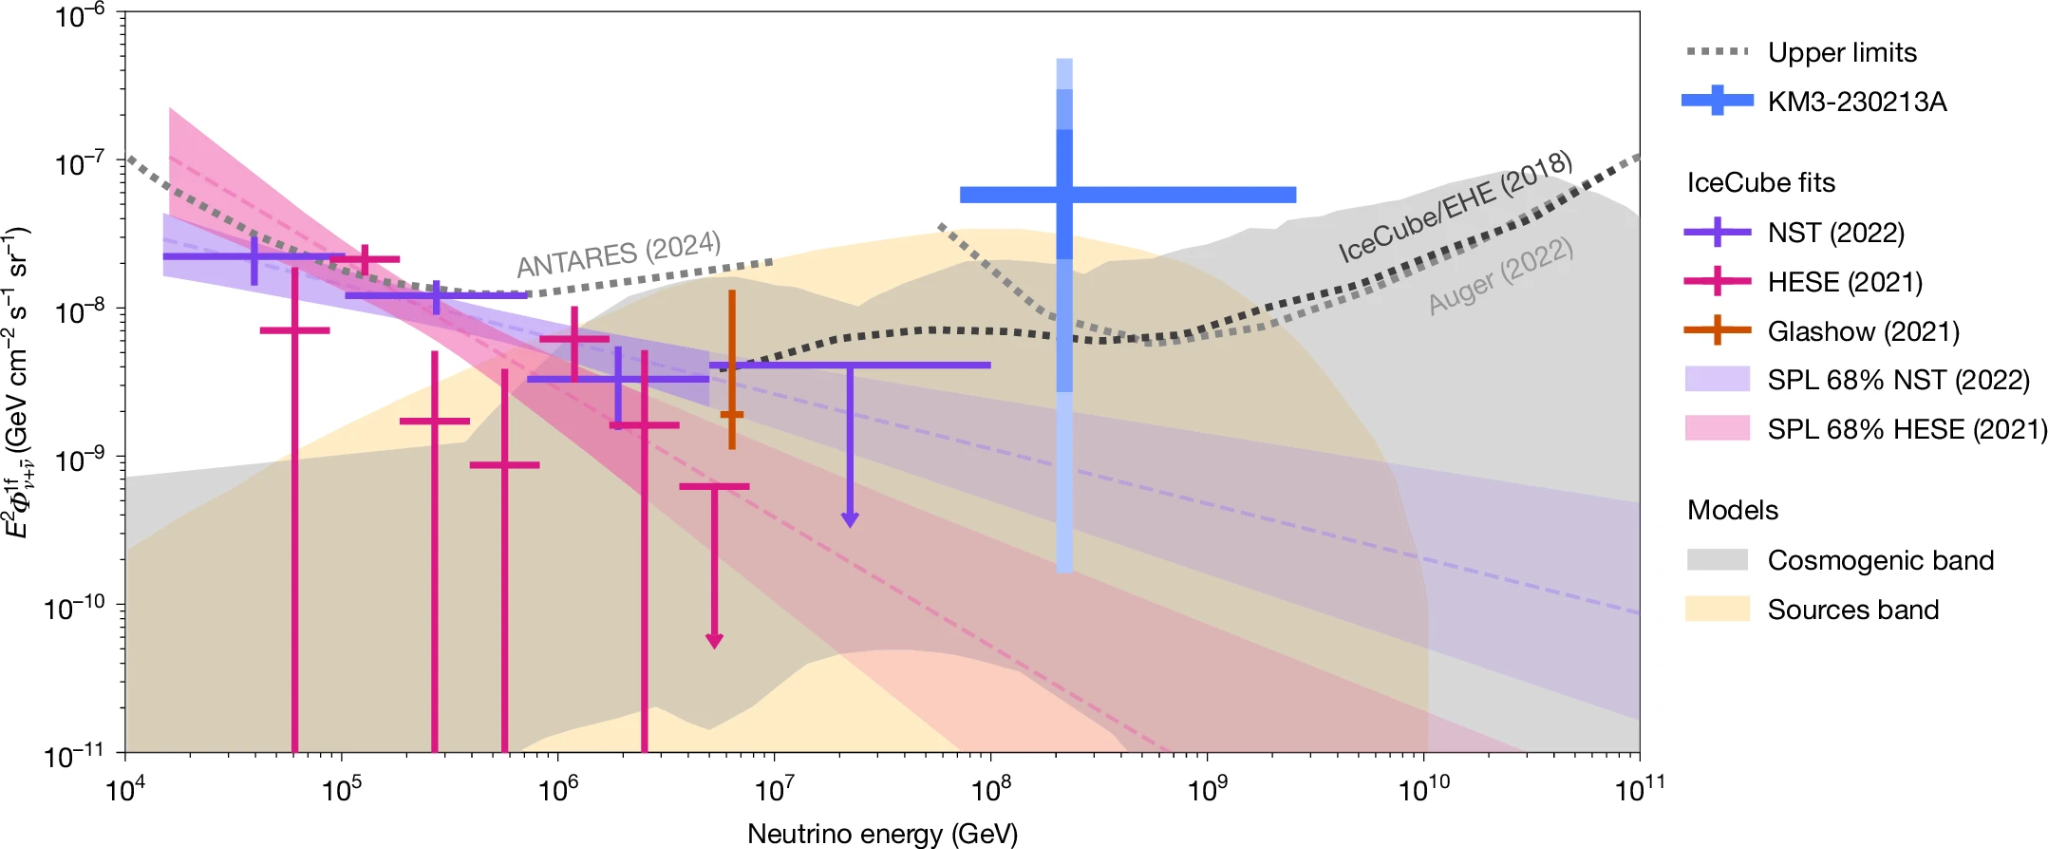 10⁻⁶
10⁻⁷
10⁻⁸
10⁻⁹
10⁻¹⁰
10⁻¹¹
E²Φ¹ᶠ_ν+ν̄ (GeV cm⁻² s⁻¹ sr⁻¹)
10⁴ 10⁵ 10⁶ 10⁷ 10⁸ 10⁹ 10¹⁰ 10¹¹
Neutrino energy (GeV)
ANTARES (2024)
IceCube/EHE (2018)
Auger (2022)
Upper limits
KM3-230213A
IceCube fits
NST (2022)
HESE (2021)
Glashow (2021)
SPL 68% NST (2022)
SPL 68% HESE (2021)
Models
Cosmogenic band
Sources band